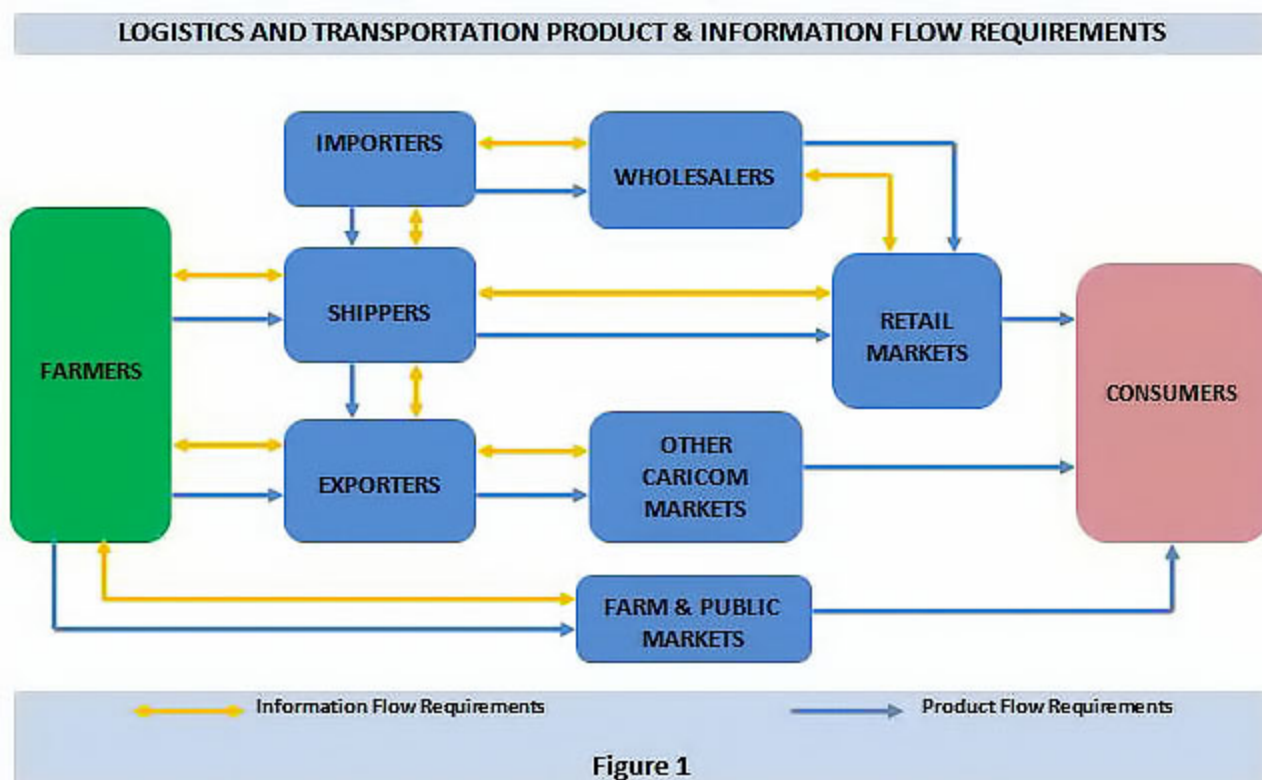 LOGISTICS AND TRANSPORTATION PRODUCT & INFORMATION FLOW REQUIREMENTS
IMPORTERS
WHOLESALERS
FARMERS
SHIPPERS
RETAIL
MARKETS
CONSUMERS
EXPORTERS
OTHER
CARICOM
MARKETS
FARM & PUBLIC
MARKETS
Information Flow Requirements
Product Flow Requirements
Figure 1